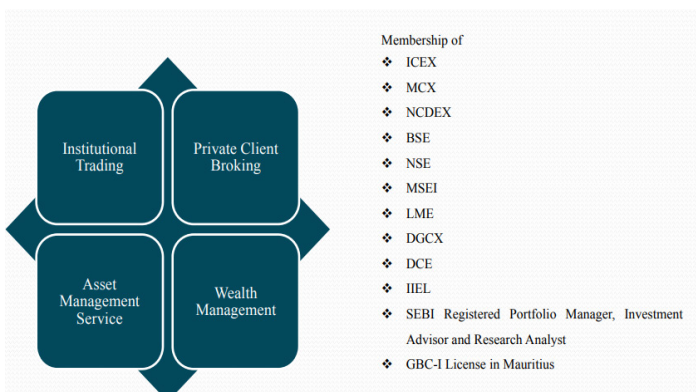 Institutional
Trading
Private Client
Broking
Asset
Management
Service
Wealth
Management
Membership of
❖ ICEX
❖ MCX
❖ NCDEX
❖ BSE
❖ NSE
❖ MSEI
❖ LME
❖ DGCX
❖ DCE
❖ IIEL
❖ SEBI Registered Portfolio Manager, Investment
Advisor and Research Analyst
❖ GBC-I License in Mauritius